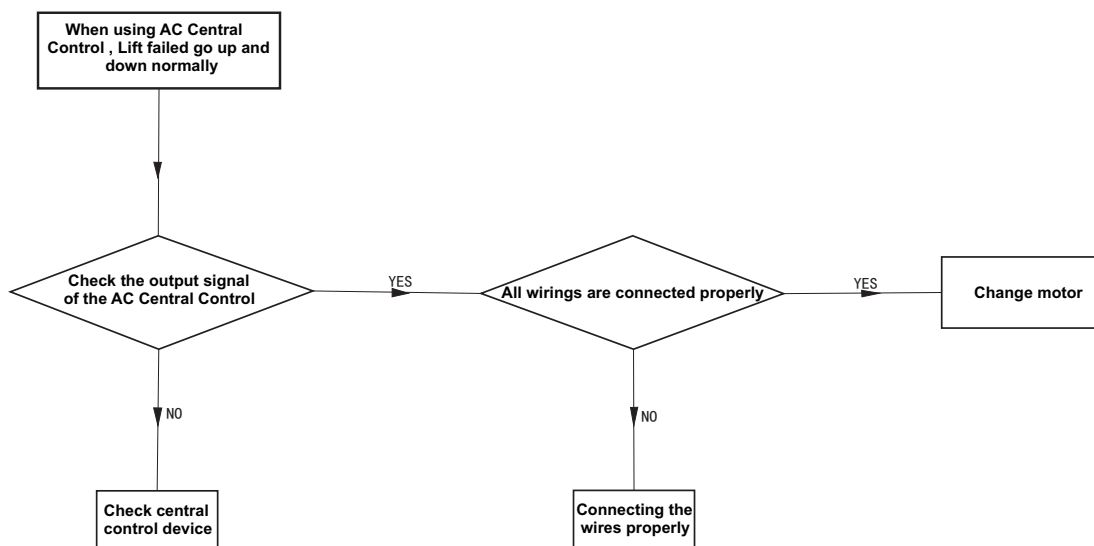 When using AC Central
Control , Lift failed go up and
down normally
Check the output signal
of the AC Central Control
YES
All wirings are connected properly
YES
Change motor
NO
NO
Check central
control device
Connecting the
wires properly